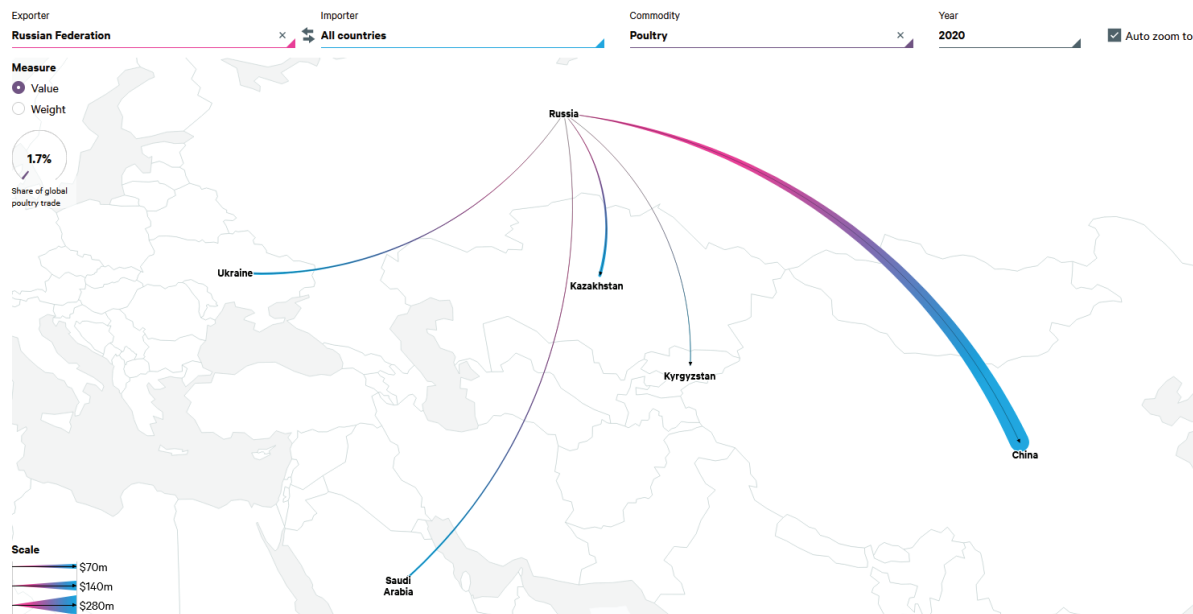 Exporter
Russian Federation ×
Importer
All countries
Commodity
Poultry ×
Year
2020
Auto zoom to
Measure
Value
Weight
1.7%
Share of global
poultry trade
Russia
Ukraine
Kazakhstan
Kyrgyzstan
China
Saudi
Arabia
Scale
$70m
$140m
$280m